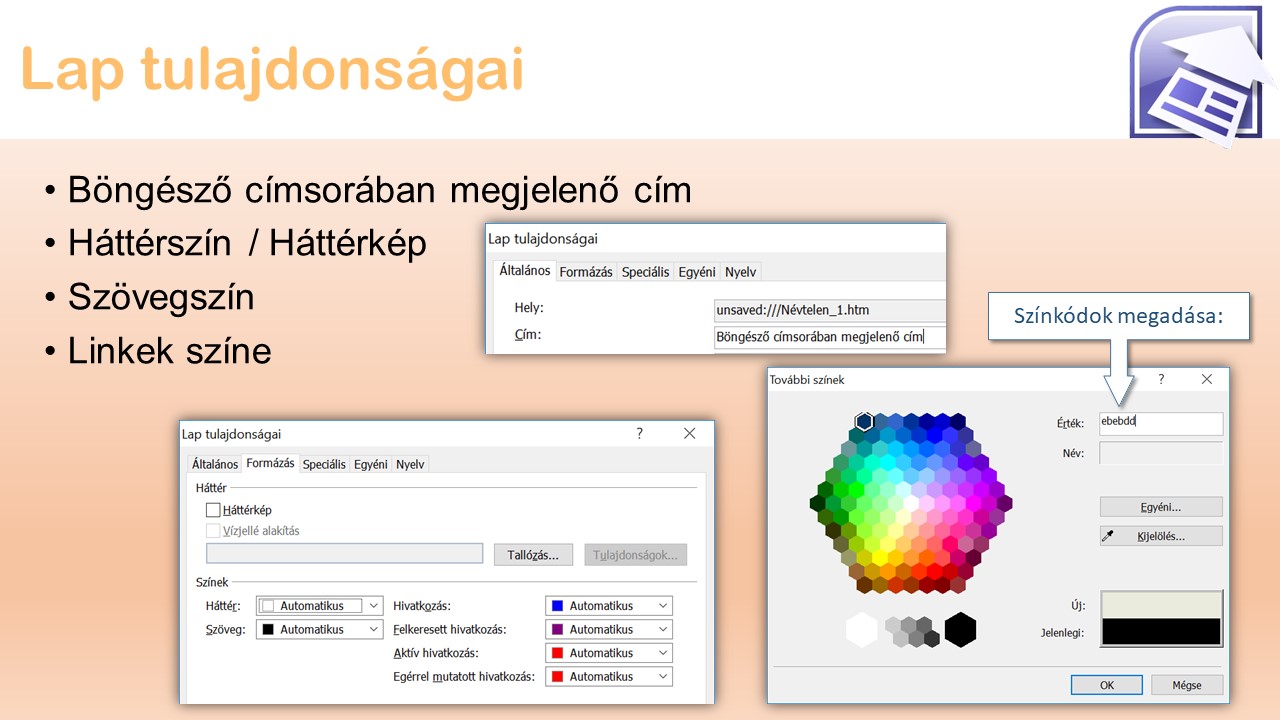 Lap tulajdonságai
• Böngésző címsorában megjelenő cím
• Háttérszín / Háttérkép
• Szövegszín
• Linkek színe
Lap tulajdonságai
Általános Formázás Speciális Egyéni Nyelv
Hely: unsaved:///Névtelen_1.htm
Cím: Böngésző címsorában megjelenő cím
Színkódok megadása:
Lap tulajdonságai ?
Általános Formázás Speciális Egyéni Nyelv
Háttér
Háttérkép
Vízjellé alakítás
Tallózás... Tulajdonságok...
Színek
Háttér: Automatikus Hivatkozás: Automatikus
Szöveg: Automatikus Felkeresett hivatkozás: Automatikus
Aktív hivatkozás: Automatikus
Egérrel mutatott hivatkozás: Automatikus
További színek ?
Érték: ebebdd
Név:
Egyéni...
Kijelölés...
Új:
Jelenlegi:
OK Mégse